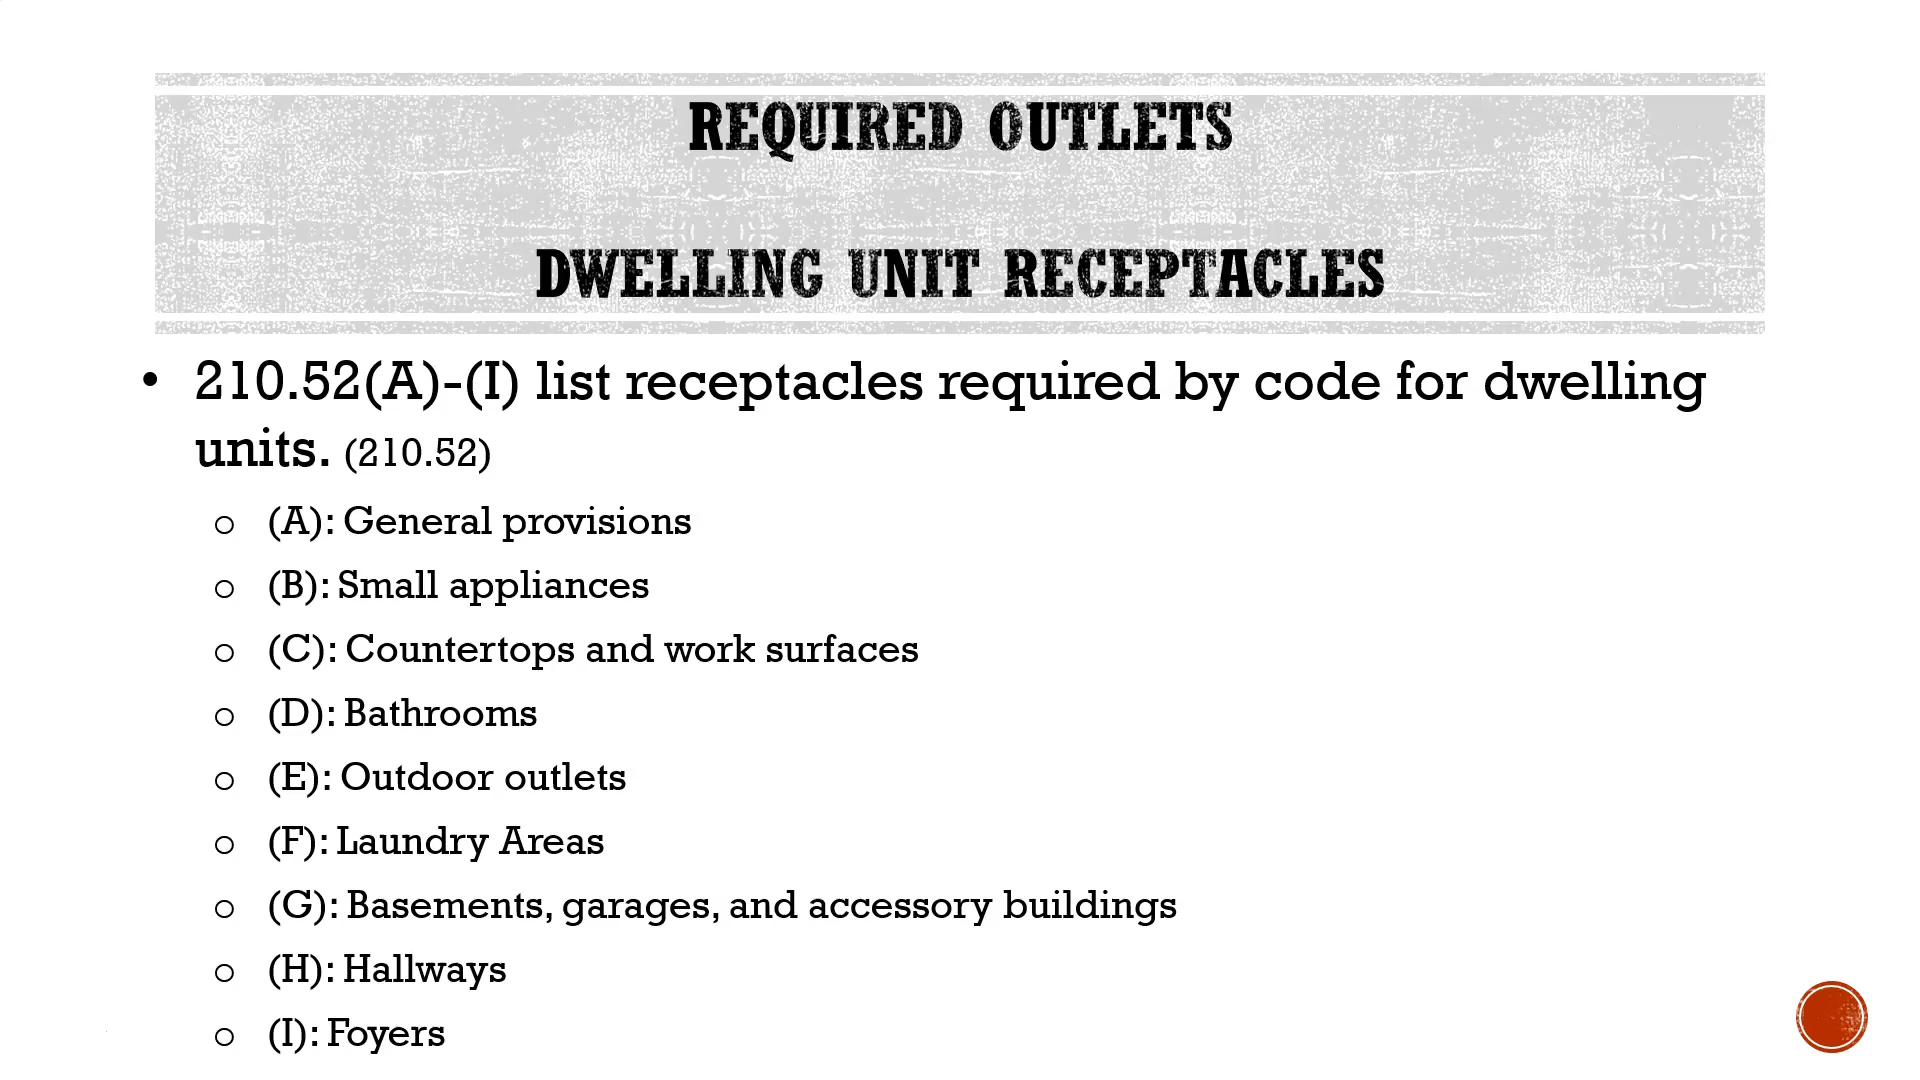 REQUIRED OUTLETS
DWELLING UNIT RECEPTACLES
• 210.52(A)-(I) list receptacles required by code for dwelling
units. (210.52)
o (A): General provisions
o (B): Small appliances
o (C): Countertops and work surfaces
o (D): Bathrooms
o (E): Outdoor outlets
o (F): Laundry Areas
o (G): Basements, garages, and accessory buildings
o (H): Hallways
o (I): Foyers